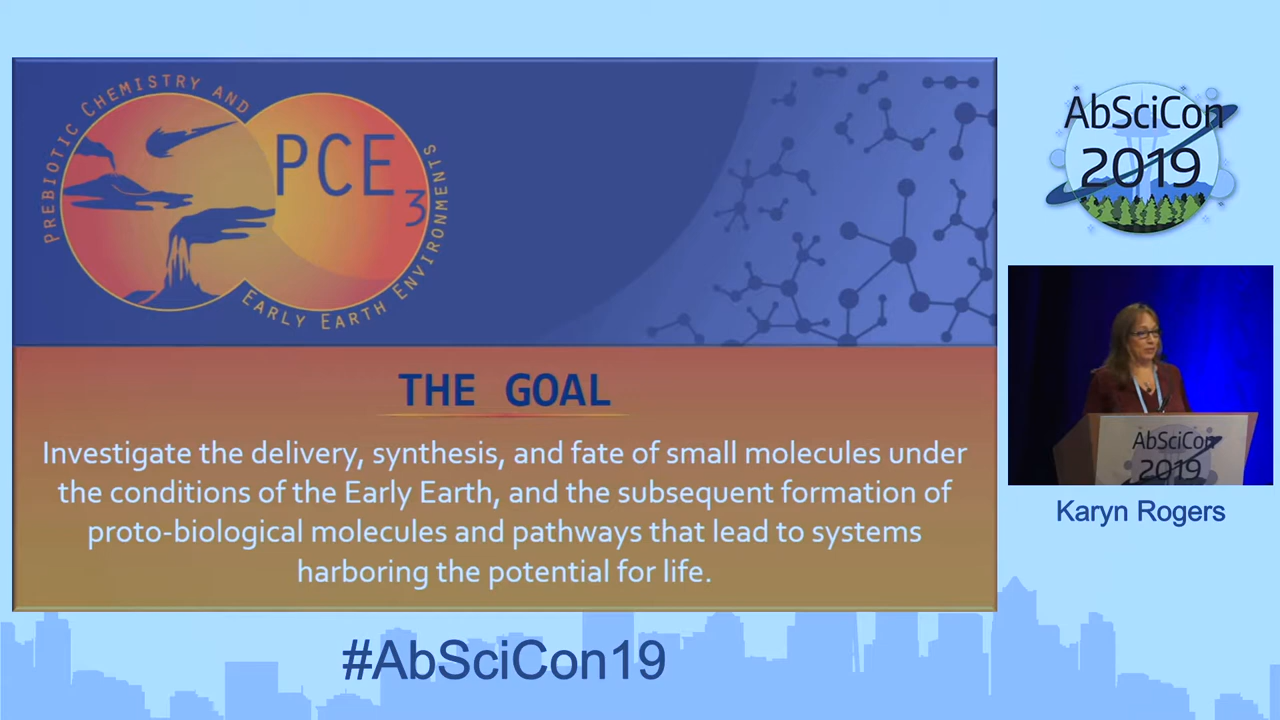 PREBIOTIC CHEMISTRY AND
PCE
3
EARLY EARTH ENVIRONMENTS
THE GOAL
Investigate the delivery, synthesis, and fate of small molecules under
the conditions of the Early Earth, and the subsequent formation of
proto-biological molecules and pathways that lead to systems
harboring the potential for life.
#AbSciCon19
AbSciCon
2019
AbSciCon
2019
Karyn Rogers